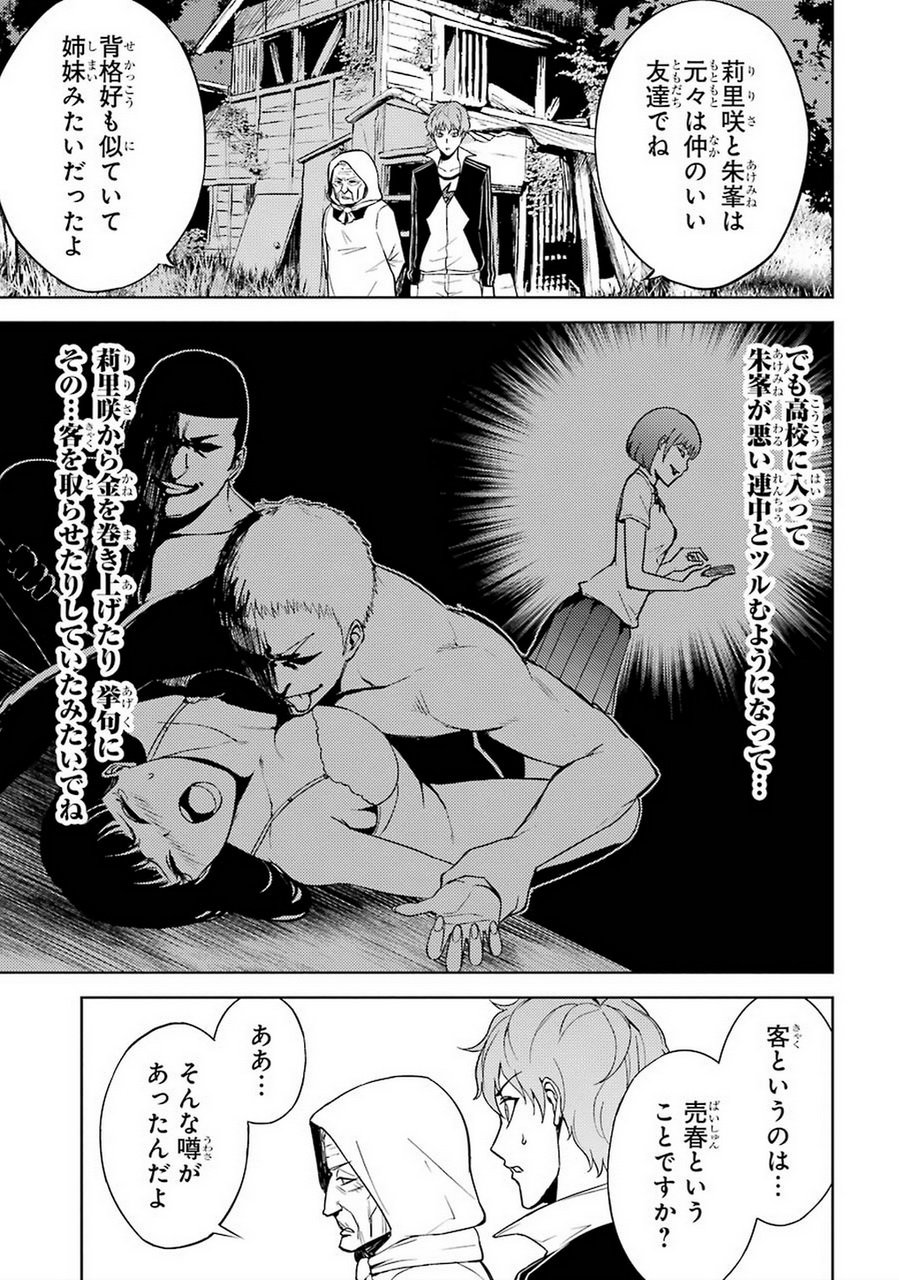 莉里咲と朱峯は
元々は仲のいい
友達でね
背格好も似ていて
姉妹みたいだったよ
でも高校に入って
朱峯が悪い連中とツルむようになって…
莉里咲から金を巻き上げたり 挙句に
その…客を取らせたりしていたみたいでね
客というのは…
売春という
ことですか?
ああ…
そんな噂が
あったんだよ